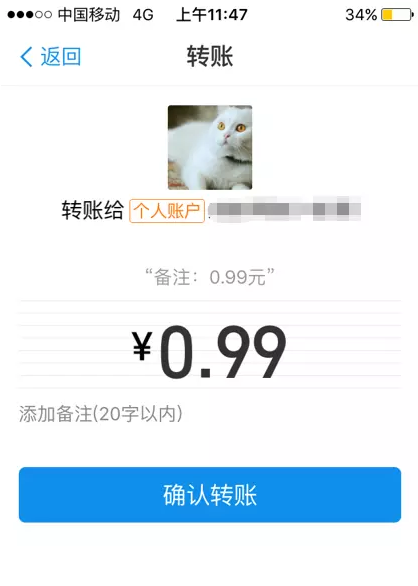 中国移动 4G 上午11:47 34%
返回 转账
转账给 个人账户
“备注：0.99元”
¥0.99
添加备注(20字以内)
确认转账